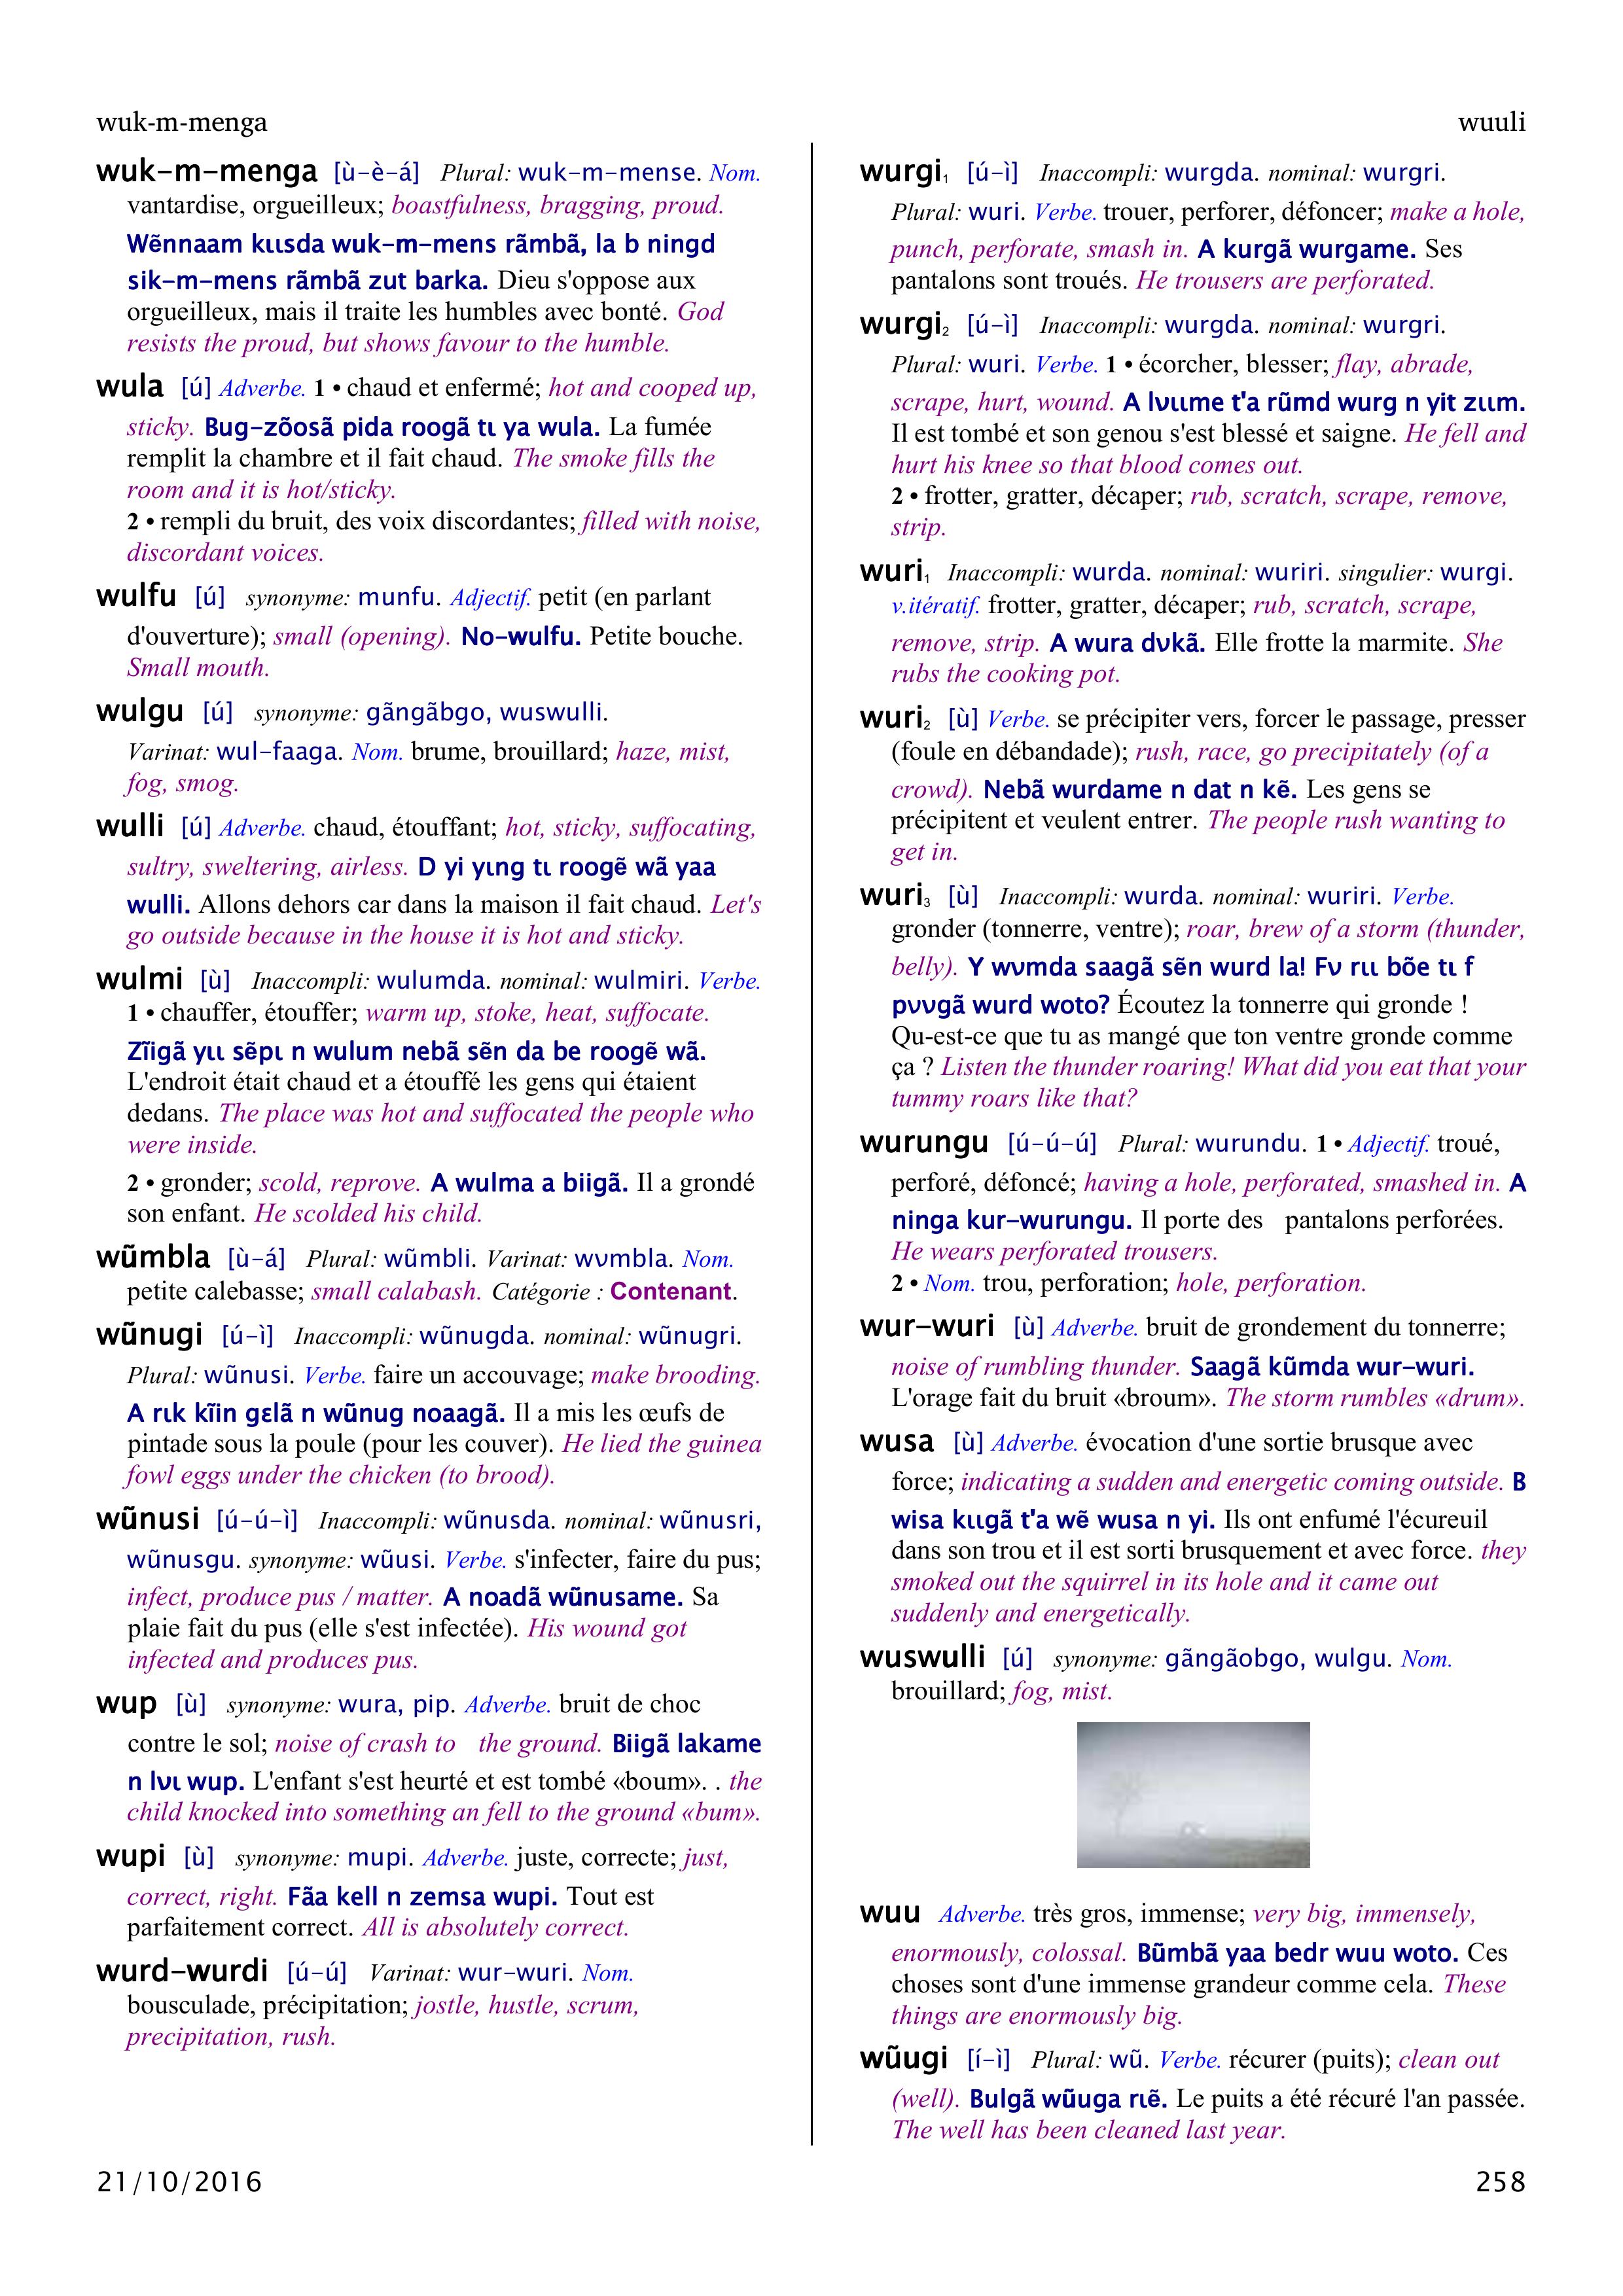 wuk-m-menga
wuuli
wuk-m-menga [ù-è-á] Plural: wuk-m-mense. Nom.
vantardise, orgueilleux; boastfulness, bragging, proud.
Wẽnnaam kɩɩsda wuk-m-mens rãmbã, la b ningd
sik-m-mens rãmbã zut barka. Dieu s'oppose aux
orgueilleux, mais il traite les humbles avec bonté. God
resists the proud, but shows favour to the humble.
wula [ú] Adverbe. 1 • chaud et enfermé; hot and cooped up,
sticky. Bug-zõosã pida roogã tɩ ya wula. La fumée
remplit la chambre et il fait chaud. The smoke fills the
room and it is hot/sticky.
2 • rempli du bruit, des voix discordantes; filled with noise,
discordant voices.
wulfu [ú] synonyme: munfu. Adjectif. petit (en parlant
d'ouverture); small (opening). No-wulfu. Petite bouche.
Small mouth.
wulgu [ú] synonyme: gãngãbgo, wuswulli.
Varinat: wul-faaga. Nom. brume, brouillard; haze, mist,
fog, smog.
wulli [ú] Adverbe. chaud, étouffant; hot, sticky, suffocating,
sultry, sweltering, airless. D yi yɩng tɩ roogẽ wã yaa
wulli. Allons dehors car dans la maison il fait chaud. Let's
go outside because in the house it is hot and sticky.
wulmi [ù] Inaccompli: wulumda. nominal: wulmiri. Verbe.
1 • chauffer, étouffer; warm up, stoke, heat, suffocate.
Zĩigã yɩɩ sẽpɩ n wulum nebã sẽn da be roogẽ wã.
L'endroit était chaud et a étouffé les gens qui étaient
dedans. The place was hot and suffocated the people who
were inside.
2 • gronder; scold, reprove. A wulma a biigã. Il a grondé
son enfant. He scolded his child.
wũmbla [ù-á] Plural: wũmbli. Varinat: wʋmbla. Nom.
petite calebasse; small calabash. Catégorie : Contenant.
wũnugi [ú-ì] Inaccompli: wũnugda. nominal: wũnugri.
Plural: wũnusi. Verbe. faire un accouvage; make brooding.
A rɩk kĩin gɛlã n wũnug noaagã. Il a mis les œufs de
pintade sous la poule (pour les couver). He lied the guinea
fowl eggs under the chicken (to brood).
wũnusi [ú-ú-ì] Inaccompli: wũnusda. nominal: wũnusri,
wũnusgu. synonyme: wũusi. Verbe. s'infecter, faire du pus;
infect, produce pus / matter. A noadã wũnusame. Sa
plaie fait du pus (elle s'est infectée). His wound got
infected and produces pus.
wup [ù] synonyme: wura, pip. Adverbe. bruit de choc
contre le sol; noise of crash to the ground. Biigã lakame
n lʋɩ wup. L'enfant s'est heurté et est tombé «boum». . the
child knocked into something an fell to the ground «bum».
wupi [ù] synonyme: mupi. Adverbe. juste, correcte; just,
correct, right. Fãa kell n zemsa wupi. Tout est
parfaitement correct. All is absolutely correct.
wurd-wurdi [ú-ú] Varinat: wur-wuri. Nom.
bousculade, précipitation; jostle, hustle, scrum,
precipitation, rush.
wurgi₁ [ú-ì] Inaccompli: wurgda. nominal: wurgri.
Plural: wuri. Verbe. trouer, perforer, défoncer; make a hole,
punch, perforate, smash in. A kurgã wurgame. Ses
pantalons sont troués. He trousers are perforated.
wurgi₂ [ú-ì] Inaccompli: wurgda. nominal: wurgri.
Plural: wuri. Verbe. 1 • écorcher, blesser; flay, abrade,
scrape, hurt, wound. A lʋɩɩme t'a rũmd wurg n yit zɩɩm.
Il est tombé et son genou s'est blessé et saigne. He fell and
hurt his knee so that blood comes out.
2 • frotter, gratter, décaper; rub, scratch, scrape, remove,
strip.
wuri₁ Inaccompli: wurda. nominal: wuriri. singulier: wurgi.
v.itératif. frotter, gratter, décaper; rub, scratch, scrape,
remove, strip. A wura dʋkã. Elle frotte la marmite. She
rubs the cooking pot.
wuri₂ [ù] Verbe. se précipiter vers, forcer le passage, presser
(foule en débandade); rush, race, go precipitately (of a
crowd). Nebã wurdame n dat n kẽ. Les gens se
précipitent et veulent entrer. The people rush wanting to
get in.
wuri₃ [ù] Inaccompli: wurda. nominal: wuriri. Verbe.
gronder (tonnerre, ventre); roar, brew of a storm (thunder,
belly). Y wʋmda saagã sẽn wurd la! Fʋ rɩɩ bõe tɩ f
pʋʋgã wurd woto? Écoutez la tonnerre qui gronde !
Qu-est-ce que tu as mangé que ton ventre gronde comme
ça ? Listen the thunder roaring! What did you eat that your
tummy roars like that?
wurungu [ú-ú-ú] Plural: wurundu. 1 • Adjectif. troué,
perforé, défoncé; having a hole, perforated, smashed in. A
ninga kur-wurungu. Il porte des pantalons perforées.
He wears perforated trousers.
2 • Nom. trou, perforation; hole, perforation.
wur-wuri [ù] Adverbe. bruit de grondement du tonnerre;
noise of rumbling thunder. Saagã kũmda wur-wuri.
L'orage fait du bruit «broum». The storm rumbles «drum».
wusa [ù] Adverbe. évocation d'une sortie brusque avec
force; indicating a sudden and energetic coming outside. B
wisa kɩɩgã t'a wẽ wusa n yi. Ils ont enfumé l'écureuil
dans son trou et il est sorti brusquement et avec force. they
smoked out the squirrel in its hole and it came out
suddenly and energetically.
wuswulli [ú] synonyme: gãngãobgo, wulgu. Nom.
brouillard; fog, mist.
wuu Adverbe. très gros, immense; very big, immensely,
enormously, colossal. Bũmbã yaa bedr wuu woto. Ces
choses sont d'une immense grandeur comme cela. These
things are enormously big.
wũugi [í-ì] Plural: wũ. Verbe. récurer (puits); clean out
(well). Bulgã wũuga rɩẽ. Le puits a été récuré l'an passée.
The well has been cleaned last year.
21/10/2016
258